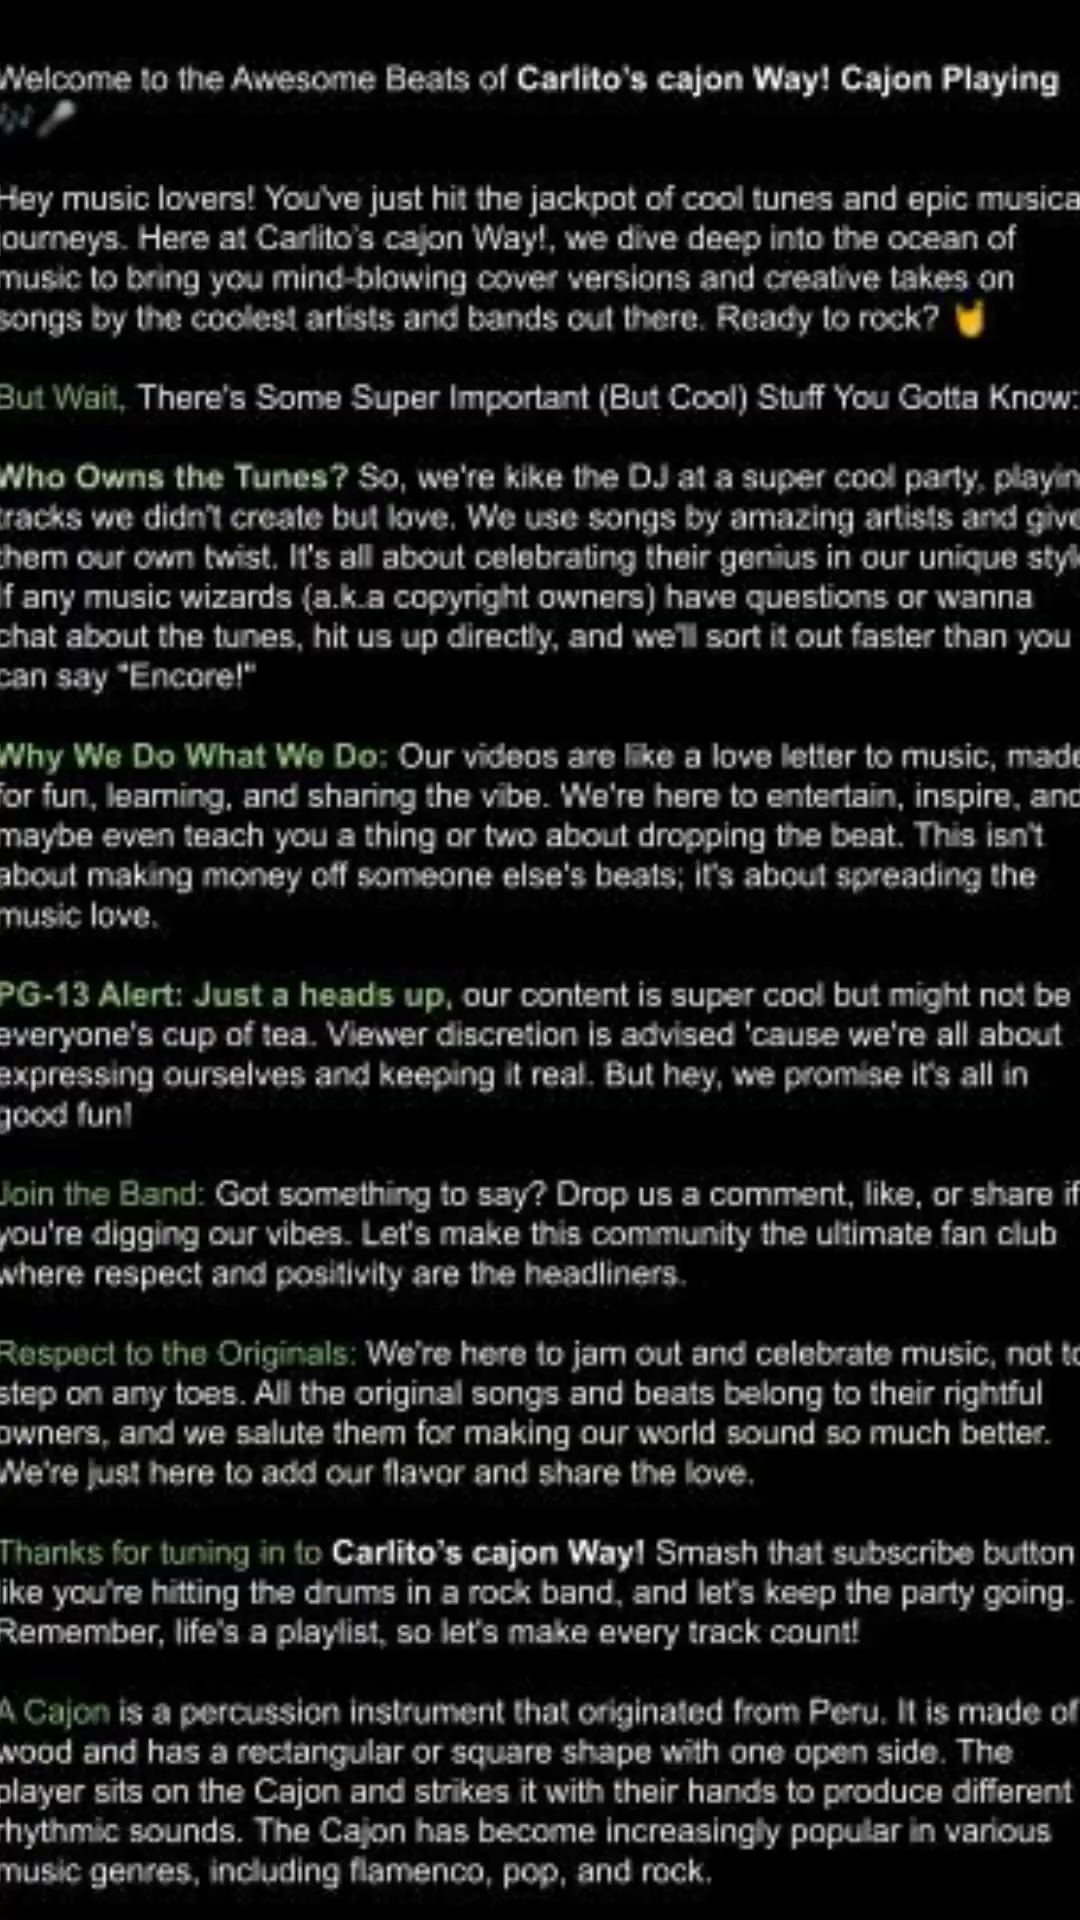 Welcome to the Awesome Beats of Carlito's cajon Way! Cajon Playing
🎶🎤
Hey music lovers! You've just hit the jackpot of cool tunes and epic musica
journeys. Here at Carlito's cajon Way!, we dive deep into the ocean of
music to bring you mind-blowing cover versions and creative takes on
songs by the coolest artists and bands out there. Ready to rock? 🤘
But Wait, There's Some Super Important (But Cool) Stuff You Gotta Know:
Who Owns the Tunes? So, we're kike the DJ at a super cool party, playin
tracks we didn't create but love. We use songs by amazing artists and give
them our own twist. It's all about celebrating their genius in our unique styl
If any music wizards (a.k.a copyright owners) have questions or wanna
chat about the tunes, hit us up directly, and we'll sort it out faster than you
can say "Encore!"
Why We Do What We Do: Our videos are like a love letter to music, made
for fun, learning, and sharing the vibe. We're here to entertain, inspire, and
maybe even teach you a thing or two about dropping the beat. This isn't
about making money off someone else's beats; it's about spreading the
music love.
PG-13 Alert: Just a heads up, our content is super cool but might not be
everyone's cup of tea. Viewer discretion is advised 'cause we're all about
expressing ourselves and keeping it real. But hey, we promise it's all in
good fun!
Join the Band: Got something to say? Drop us a comment, like, or share if
you're digging our vibes. Let's make this community the ultimate fan club
where respect and positivity are the headliners.
Respect to the Originals: We're here to jam out and celebrate music, not to
step on any toes. All the original songs and beats belong to their rightful
owners, and we salute them for making our world sound so much better.
We're just here to add our flavor and share the love.
Thanks for tuning in to Carlito's cajon Way! Smash that subscribe button
like you're hitting the drums in a rock band, and let's keep the party going.
Remember, life's a playlist, so let's make every track count!
A Cajon is a percussion instrument that originated from Peru. It is made of
wood and has a rectangular or square shape with one open side. The
player sits on the Cajon and strikes it with their hands to produce different
rhythmic sounds. The Cajon has become increasingly popular in various
music genres, including flamenco, pop, and rock.